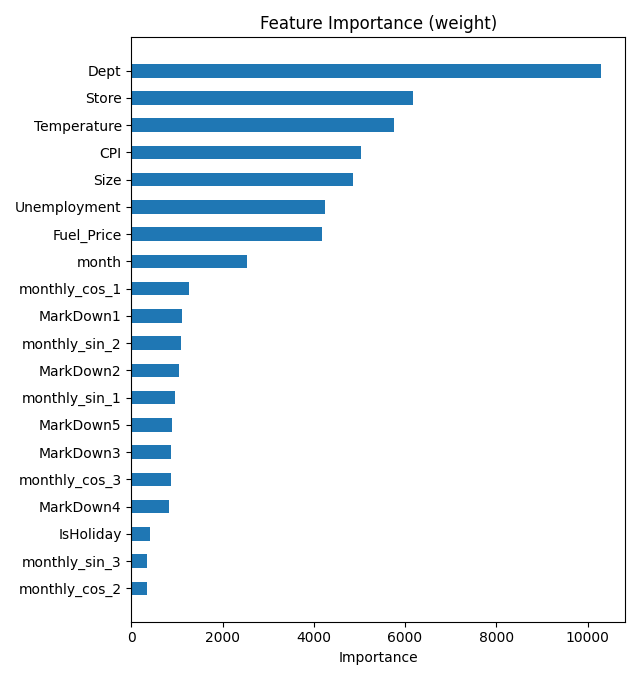 Feature Importance (weight)
Dept
Store
Temperature
CPI
Size
Unemployment
Fuel_Price
month
monthly_cos_1
MarkDown1
monthly_sin_2
MarkDown2
monthly_sin_1
MarkDown5
MarkDown3
monthly_cos_3
MarkDown4
IsHoliday
monthly_sin_3
monthly_cos_2
0 2000 4000 6000 8000 10000
Importance